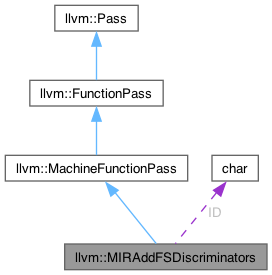 llvm::Pass
llvm::FunctionPass
llvm::MachineFunctionPass
char
ID
llvm::MIRAddFSDiscriminators